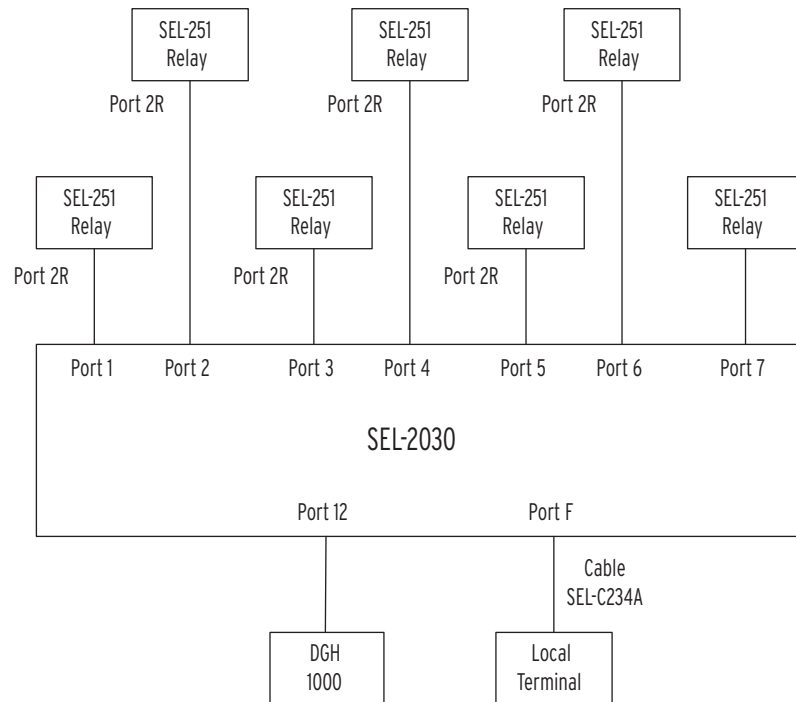 SEL-251
Relay
SEL-251
Relay
SEL-251
Relay
Port 2R
Port 2R
Port 2R
SEL-251
Relay
SEL-251
Relay
SEL-251
Relay
SEL-251
Relay
Port 2R
Port 2R
Port 2R
Port 1
Port 2
Port 3
Port 4
Port 5
Port 6
Port 7
SEL-2030
Port 12
Port F
Cable
SEL-C234A
DGH
1000
Local
Terminal